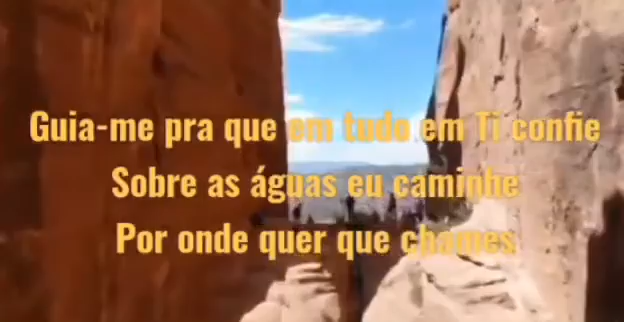 Guia-me pra que em tudo em Ti confie
Sobre as águas eu caminhe
Por onde quer que chames